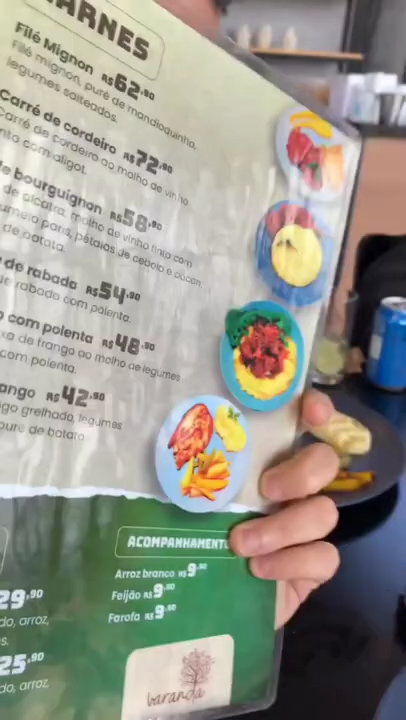 CARNES
Filé Mignon R$62,90
Filé mignon, purê de mandioquinha,
legumes salteados.
Carré de cordeiro R$72,90
Carré de cordeiro ao molho de vinho
com aligot.
bourguignon R$58,90
de alcatra, molho de vinho tinto com
paris, pétalas de cebola e
de batata.
de rabada R$54,90
rabada com polenta.
com polenta R$48,90
de frango ao molho de legumes
com polenta.
R$42,90
grelhado, legumes
purê de batata.
ACOMPANHAMENT
Arroz branco R$9,90
Feijão R$9,90
Farofa R$9,90
29,90
do, arroz,
25,90
do, arroz,
varanda